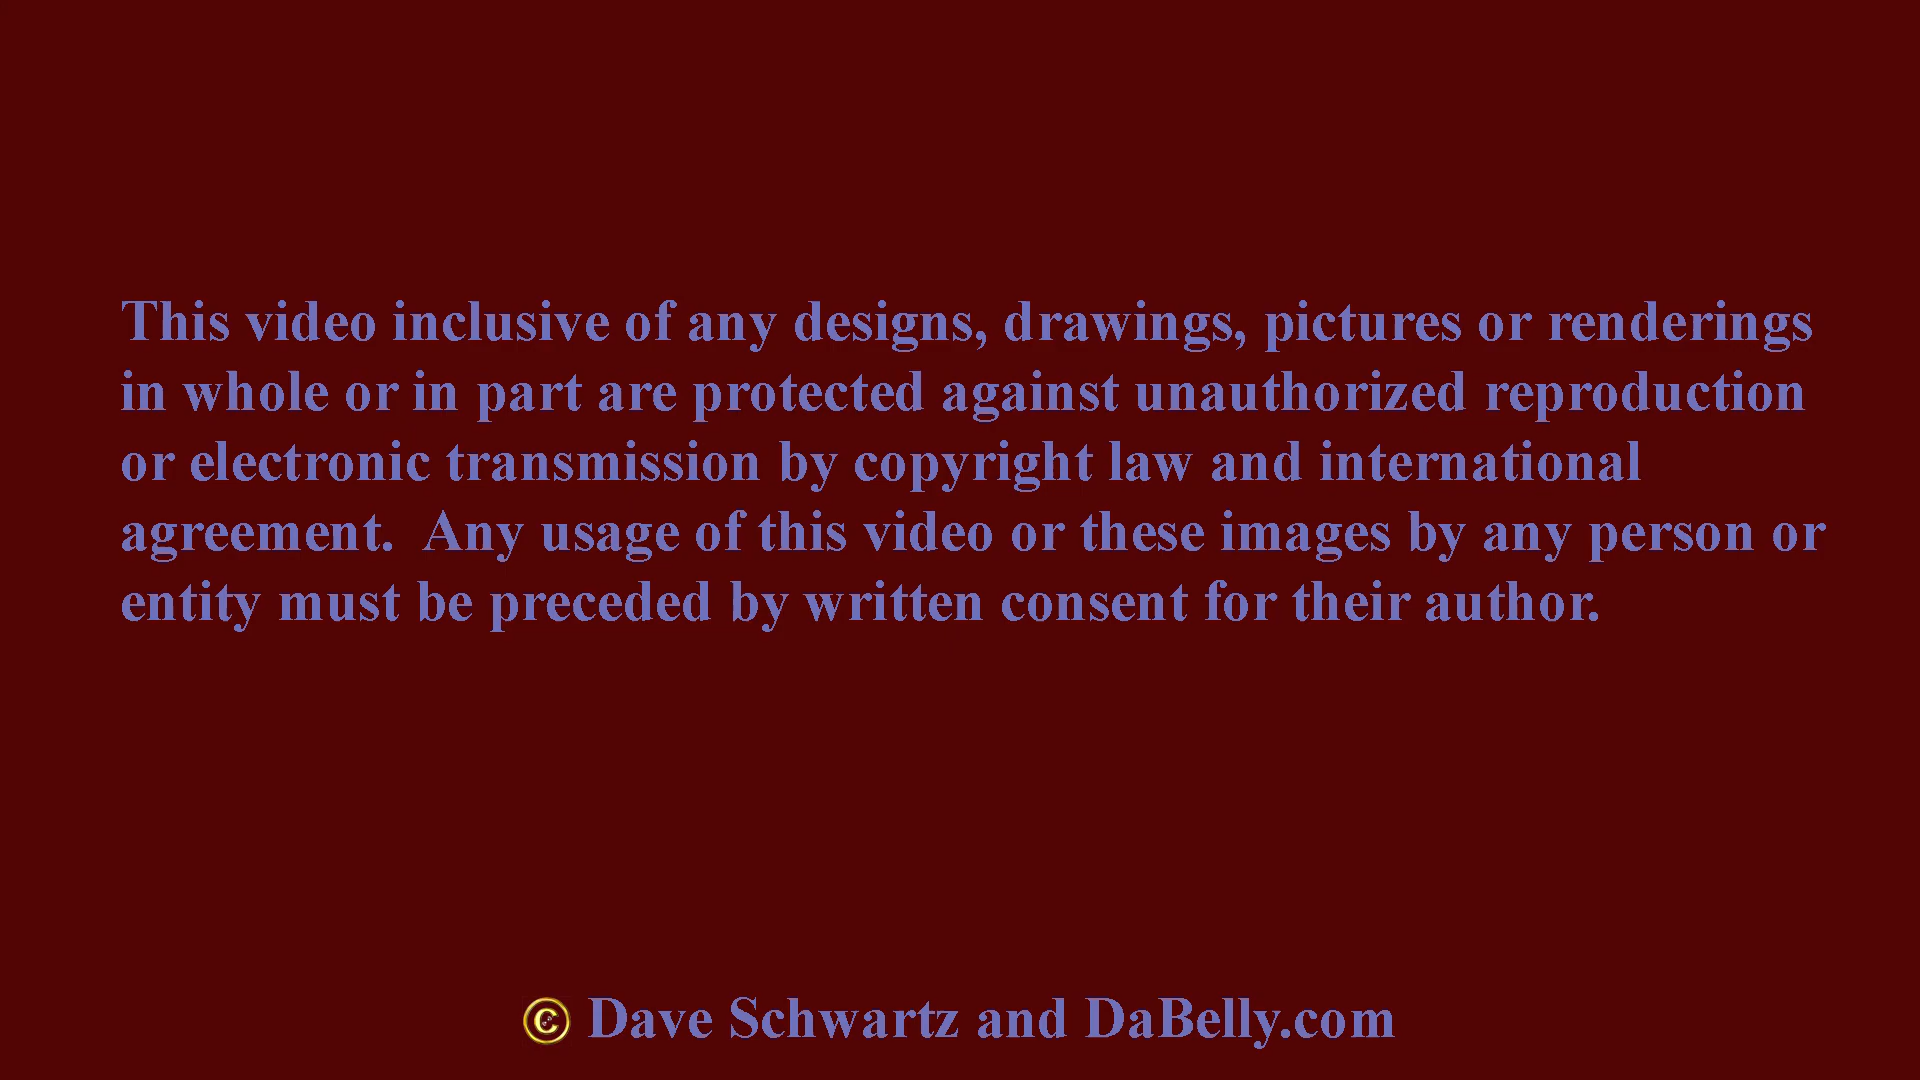 This video inclusive of any designs, drawings, pictures or renderings
in whole or in part are protected against unauthorized reproduction
or electronic transmission by copyright law and international
agreement.  Any usage of this video or these images by any person or
entity must be preceded by written consent for their author.
© Dave Schwartz and DaBelly.com